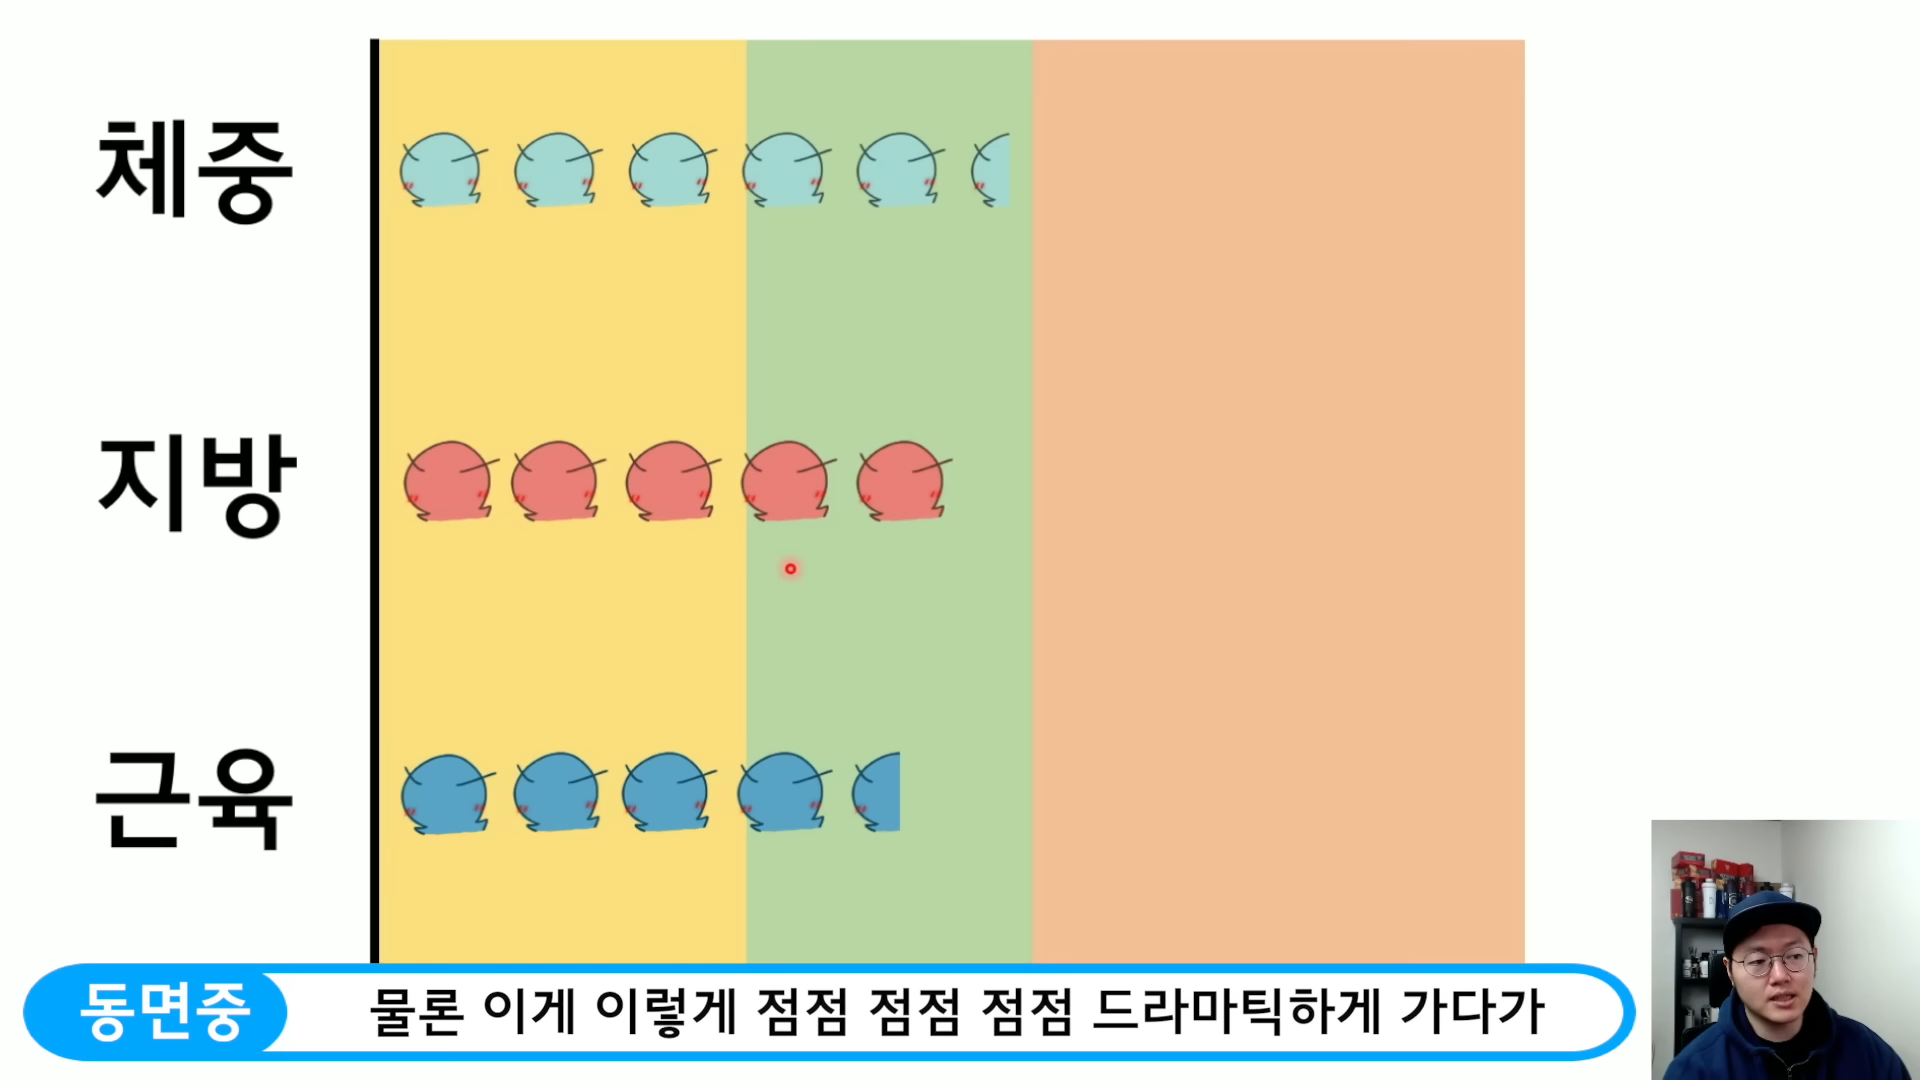 체중
지방
근육
동면중
물론 이게 이렇게 점점 점점 점점 드라마틱하게 가다가